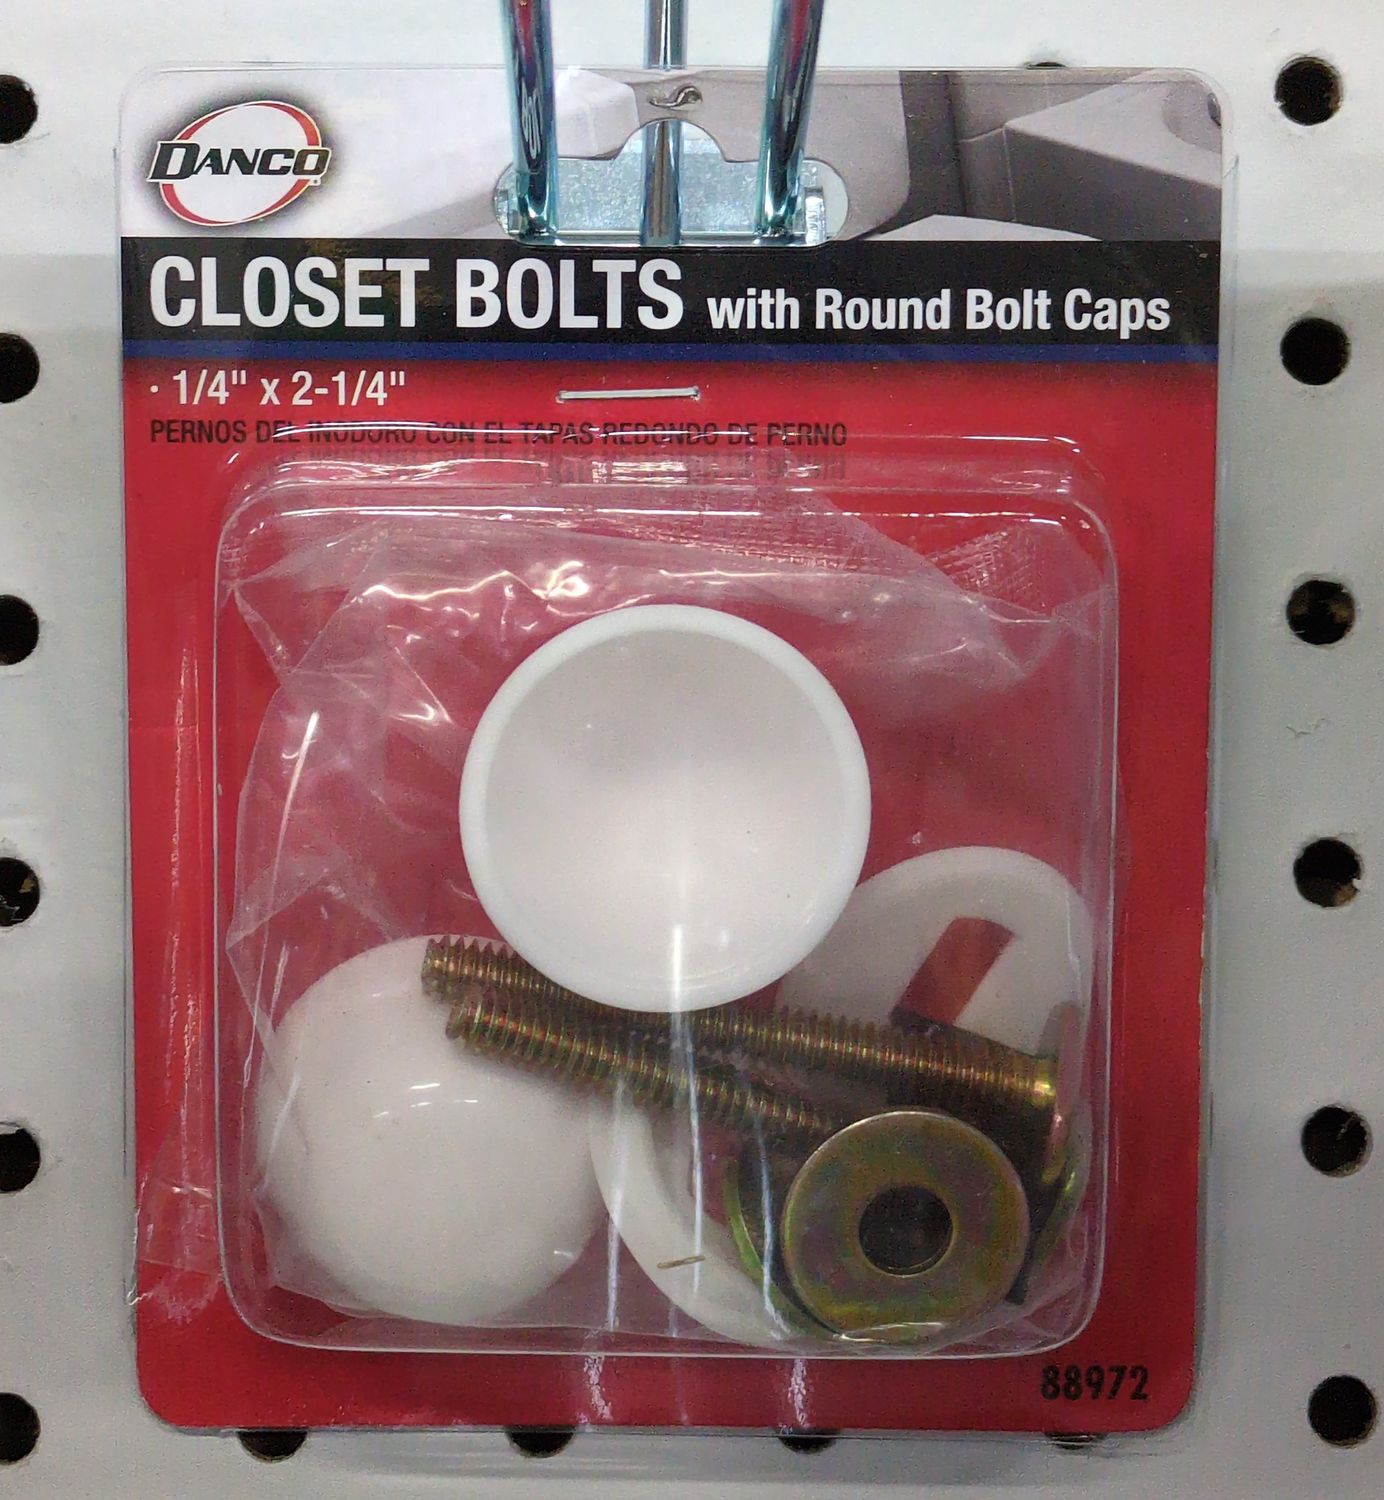 DANCO
CLOSET BOLTS with Round Bolt Caps
· 1/4" x 2-1/4"
PERNOS DEL INODORO CON EL TAPAS REDONDO DE PERNO
88972